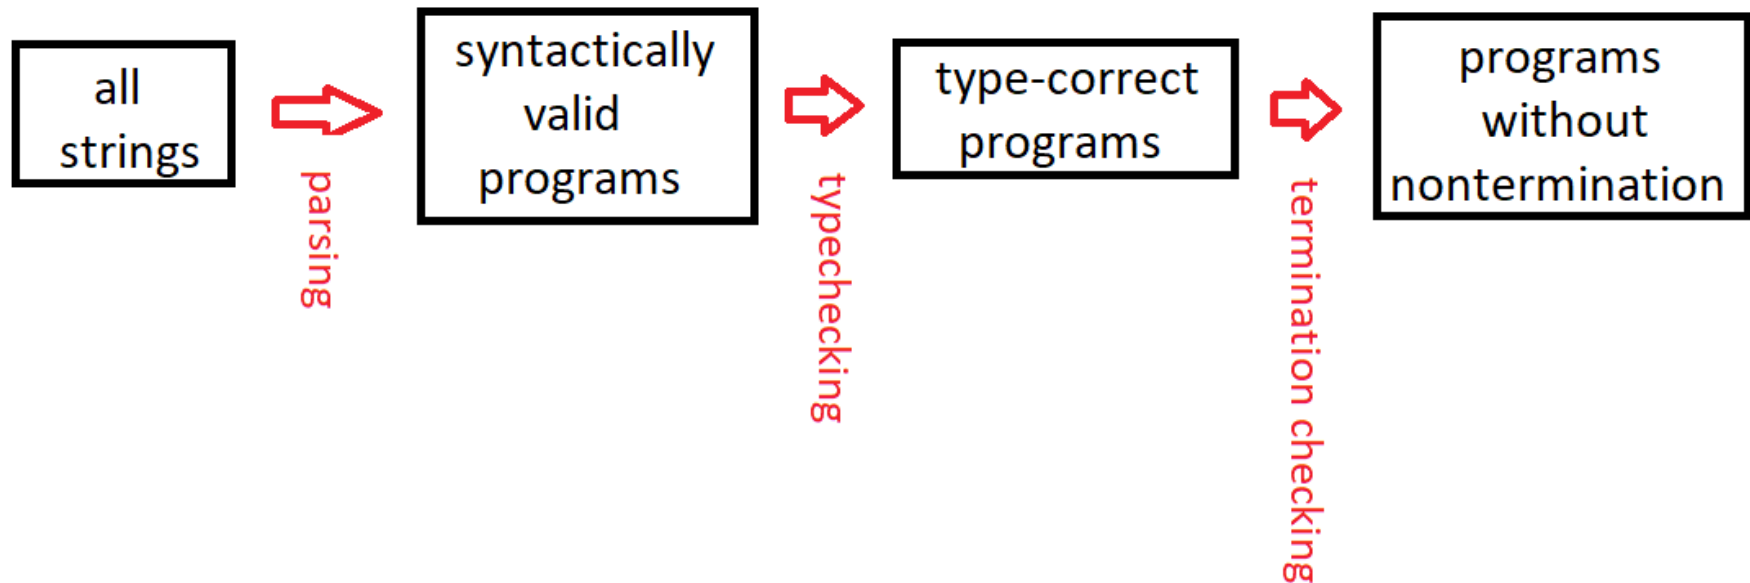 all
strings
parsing
syntactically
valid
programs
typechecking
type-correct
programs
termination checking
programs
without
nontermination